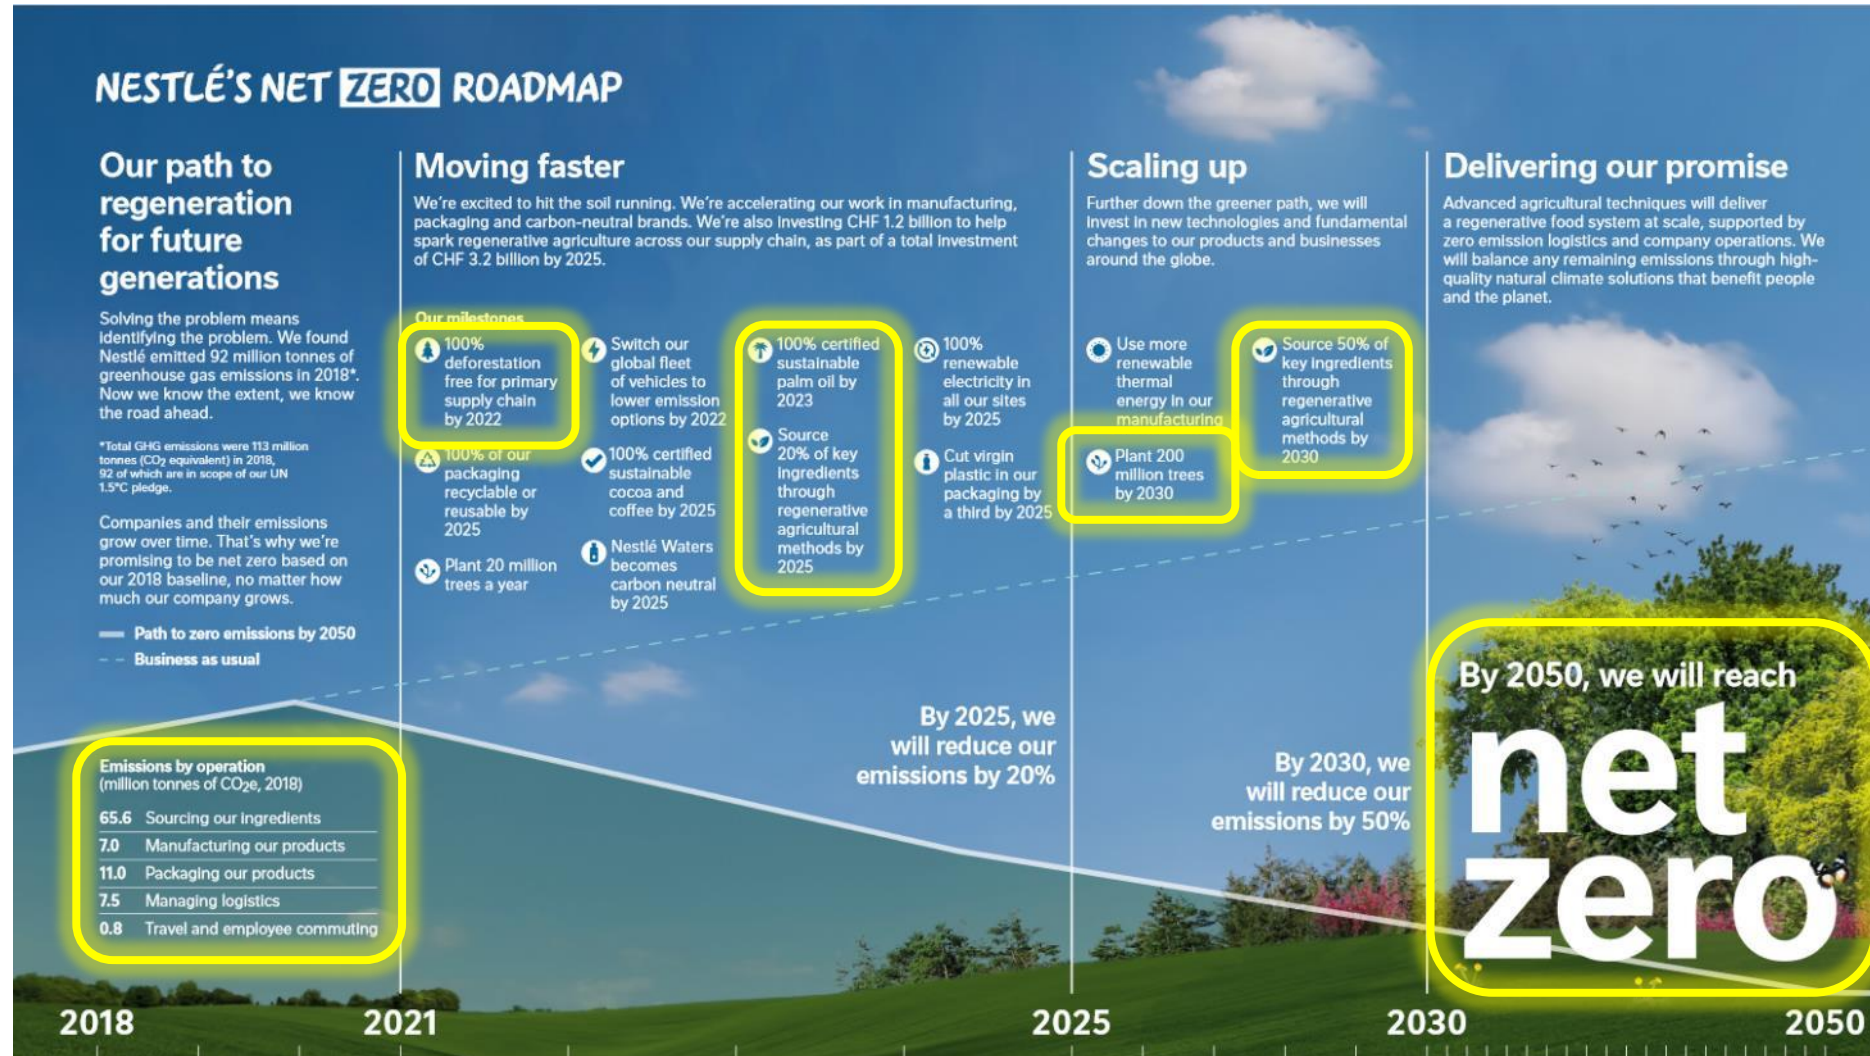 NESTLÉ'S NET ZERO ROADMAP
Our path to
regeneration
for future
generations
Solving the problem means
identifying the problem. We found
Nestlé emitted 92 million tonnes of
greenhouse gas emissions in 2018*.
Now we know the extent, we know
the road ahead.
*Total GHG emissions were 113 million
tonnes (CO₂ equivalent) in 2018,
92 of which are in scope of our UN
1.5°C pledge.
Companies and their emissions
grow over time. That's why we're
promising to be net zero based on
our 2018 baseline, no matter how
much our company grows.
Path to zero emissions by 2050
Business as usual
Emissions by operation
(million tonnes of CO₂e, 2018)
65.6 Sourcing our ingredients
7.0 Manufacturing our products
11.0 Packaging our products
7.5 Managing logistics
0.8 Travel and employee commuting
Moving faster
We're excited to hit the soil running. We're accelerating our work in manufacturing,
packaging and carbon-neutral brands. We're also investing CHF 1.2 billion to help
spark regenerative agriculture across our supply chain, as part of a total investment
of CHF 3.2 billion by 2025.
Our milestones
100%
deforestation
free for primary
supply chain
by 2022
100% of our
packaging
recyclable or
reusable by
2025
Plant 20 million
trees a year
Switch our
global fleet
of vehicles to
lower emission
options by 2022
100% certified
sustainable
cocoa and
coffee by 2025
Nestlé Waters
becomes
carbon neutral
by 2025
100% certified
sustainable
palm oil by
2023
Source
20% of key
ingredients
through
regenerative
agricultural
methods by
2025
100%
renewable
electricity in
all our sites
by 2025
Cut virgin
plastic in our
packaging by
a third by 2025
By 2025, we
will reduce our
emissions by 20%
Scaling up
Further down the greener path, we will
invest in new technologies and fundamental
changes to our products and businesses
around the globe.
Use more
renewable
thermal
energy in our
manufacturing
Plant 200
million trees
by 2030
Source 50% of
key ingredients
through
regenerative
agricultural
methods by
2030
By 2030, we
will reduce our
emissions by 50%
Delivering our promise
Advanced agricultural techniques will deliver
a regenerative food system at scale, supported by
zero emission logistics and company operations. We
will balance any remaining emissions through high-
quality natural climate solutions that benefit people
and the planet.
By 2050, we will reach
net
zero
2018
2021
2025
2030
2050